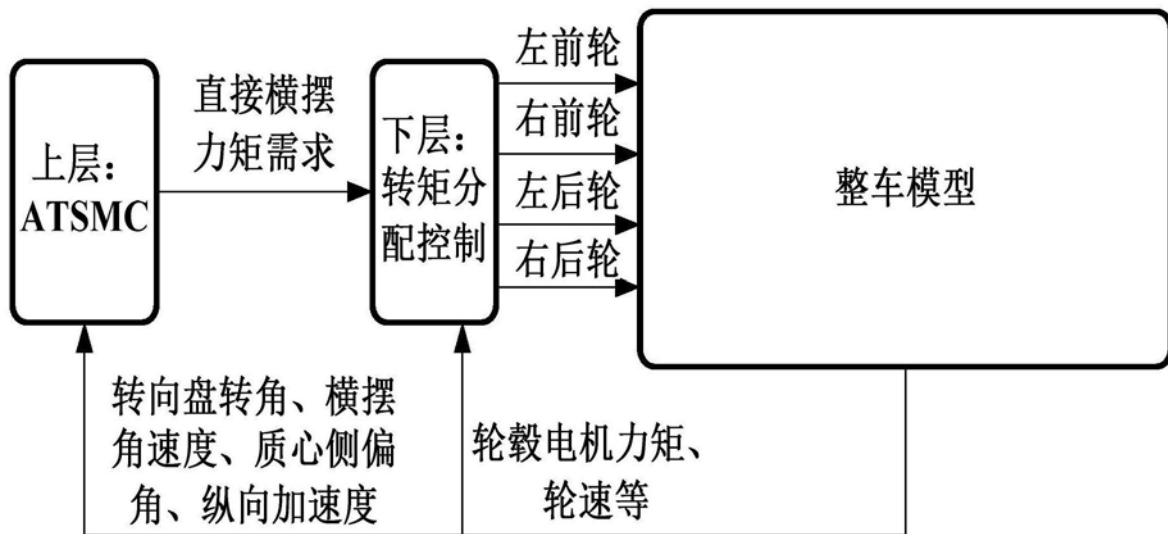 上层：
ATSMC
直接横摆
力矩需求
下层：
转矩分
配控制
左前轮
右前轮
左后轮
右后轮
整车模型
转向盘转角、横摆
角速度、质心侧偏
角、纵向加速度
轮毂电机力矩、
轮速等